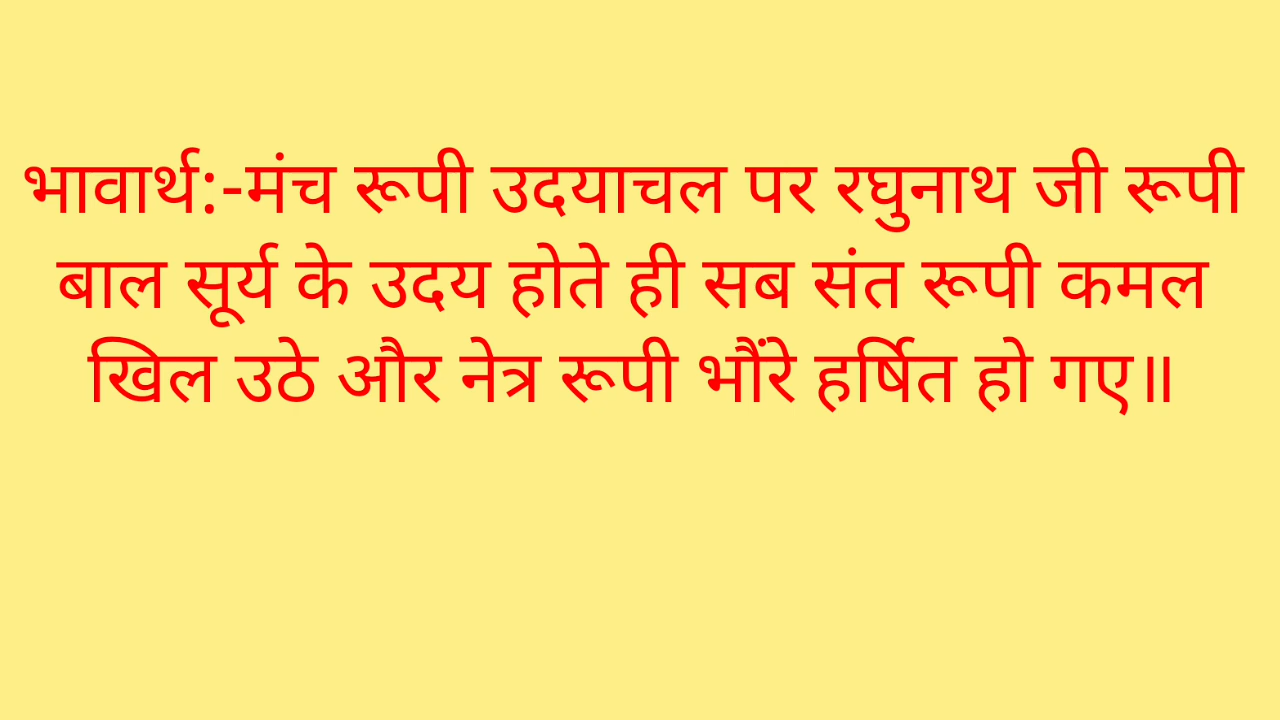 भावार्थ:-मंच रूपी उदयाचल पर रघुनाथ जी रूपी
बाल सूर्य के उदय होते ही सब संत रूपी कमल
खिल उठे और नेत्र रूपी भौंरे हर्षित हो गए॥